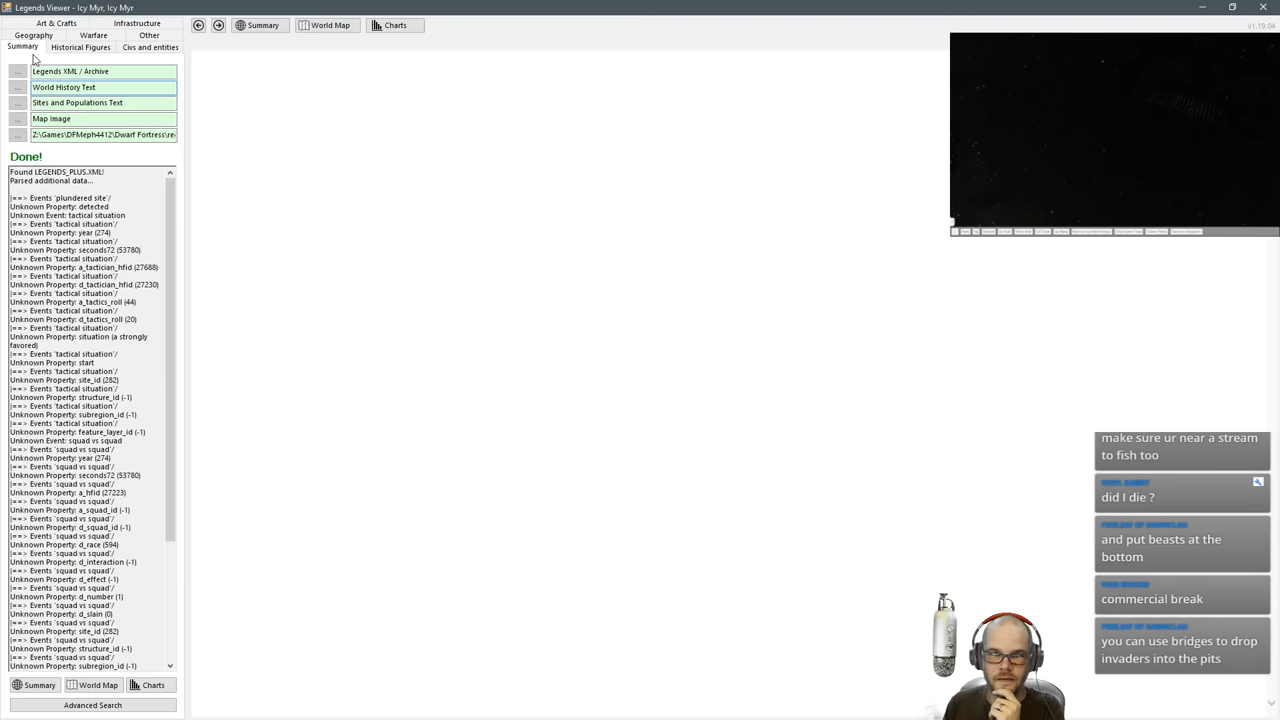 Legends Viewer - Icy Myr, Icy Myr
Art & Crafts
Infrastructure
Geography
Warfare
Other
Summary
Historical Figures
Civs and entities
Summary
World Map
Charts
v1.19.04
...
Legends XML / Archive
...
World History Text
...
Sites and Populations Text
...
Map Image
...
Z:\Games\DFMeph4412\Dwarf Fortress\re
Done!
Found LEGENDS_PLUS.XML!
Parsed additional data...
|==> Events 'plundered site'/
Unknown Property: detected
Unknown Event: tactical situation
|==> Events 'tactical situation'/
Unknown Property: year (274)
|==> Events 'tactical situation'/
Unknown Property: seconds72 (53780)
|==> Events 'tactical situation'/
Unknown Property: a_tactician_hfid (27688)
|==> Events 'tactical situation'/
Unknown Property: d_tactician_hfid (27230)
|==> Events 'tactical situation'/
Unknown Property: a_tactics_roll (44)
|==> Events 'tactical situation'/
Unknown Property: d_tactics_roll (20)
|==> Events 'tactical situation'/
Unknown Property: situation (a strongly
favored)
|==> Events 'tactical situation'/
Unknown Property: start
|==> Events 'tactical situation'/
Unknown Property: site_id (282)
|==> Events 'tactical situation'/
Unknown Property: structure_id (-1)
|==> Events 'tactical situation'/
Unknown Property: subregion_id (-1)
|==> Events 'tactical situation'/
Unknown Property: feature_layer_id (-1)
Unknown Event: squad vs squad
|==> Events 'squad vs squad'/
Unknown Property: year (274)
|==> Events 'squad vs squad'/
Unknown Property: seconds72 (53780)
|==> Events 'squad vs squad'/
Unknown Property: a_hfid (27223)
|==> Events 'squad vs squad'/
Unknown Property: a_squad_id (-1)
|==> Events 'squad vs squad'/
Unknown Property: d_squad_id (-1)
|==> Events 'squad vs squad'/
Unknown Property: d_race (594)
|==> Events 'squad vs squad'/
Unknown Property: d_interaction (-1)
|==> Events 'squad vs squad'/
Unknown Property: d_effect (-1)
|==> Events 'squad vs squad'/
Unknown Property: d_number (1)
|==> Events 'squad vs squad'/
Unknown Property: d_slain (0)
|==> Events 'squad vs squad'/
Unknown Property: site_id (282)
|==> Events 'squad vs squad'/
Unknown Property: structure_id (-1)
|==> Events 'squad vs squad'/
Unknown Property: subregion_id (-1)
Summary
World Map
Charts
Advanced Search
make sure ur near a stream
to fish too
did I die ?
and put beasts at the
bottom
commercial break
you can use bridges to drop
invaders into the pits